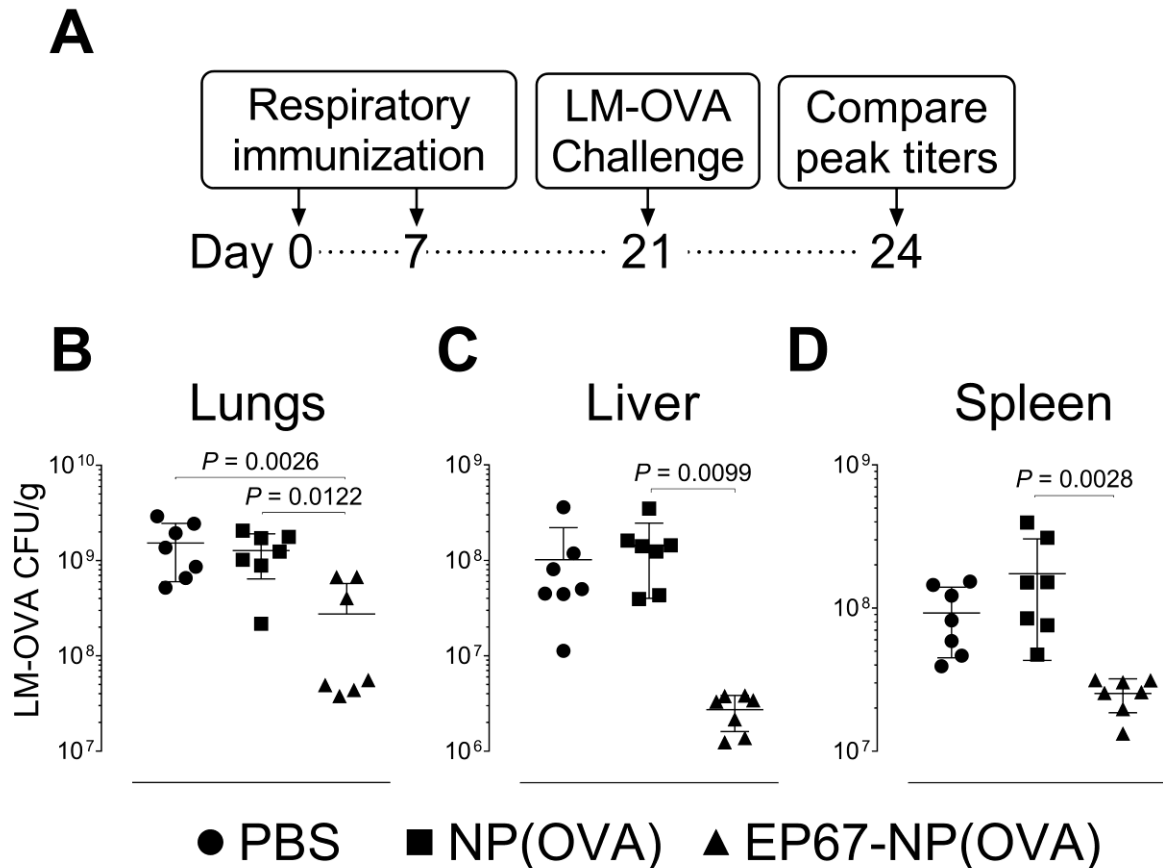 A
Respiratory immunization
LM-OVA Challenge
Compare peak titers
Day 0 7 21 24
B
Lungs
LM-OVA CFU/g
10¹⁰
10⁹
10⁸
10⁷
P = 0.0026
P = 0.0122
C
Liver
10⁹
10⁸
10⁷
10⁶
P = 0.0099
D
Spleen
10⁹
10⁸
10⁷
P = 0.0028
PBS NP(OVA) EP67-NP(OVA)